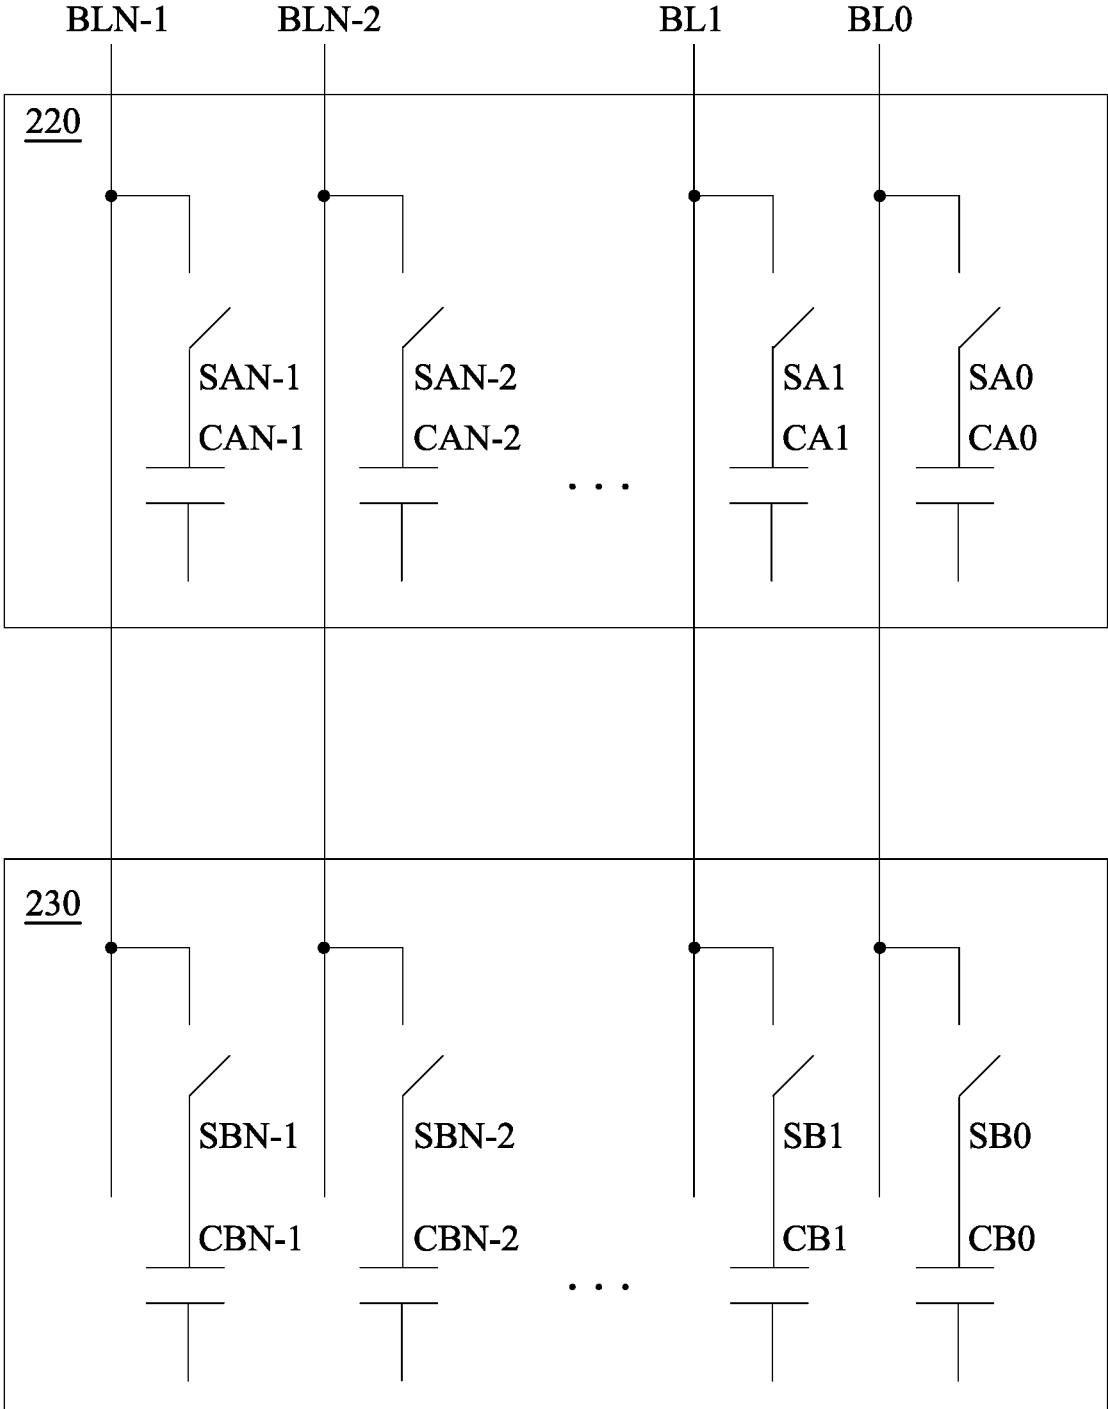 BLN-1 BLN-2 BL1 BL0
220
SAN-1 SAN-2 SA1 SA0
CAN-1 CAN-2 CA1 CA0
. . .
230
SBN-1 SBN-2 SB1 SB0
CBN-1 CBN-2 CB1 CB0
. . .